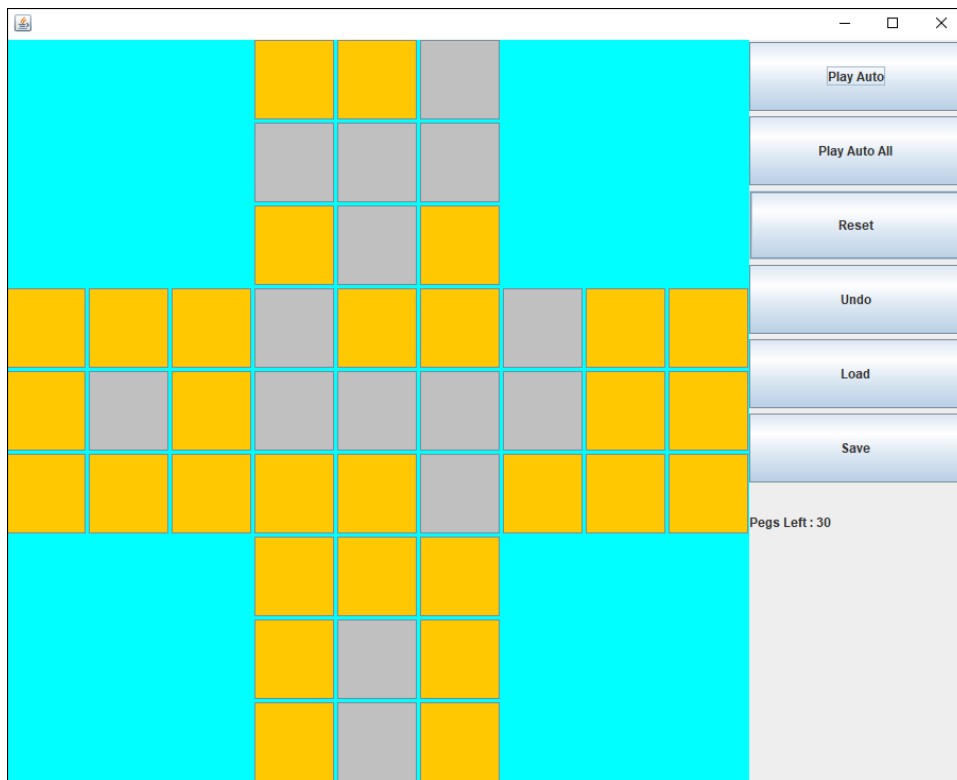 Play Auto
Play Auto All
Reset
Undo
Load
Save
Pegs Left : 30